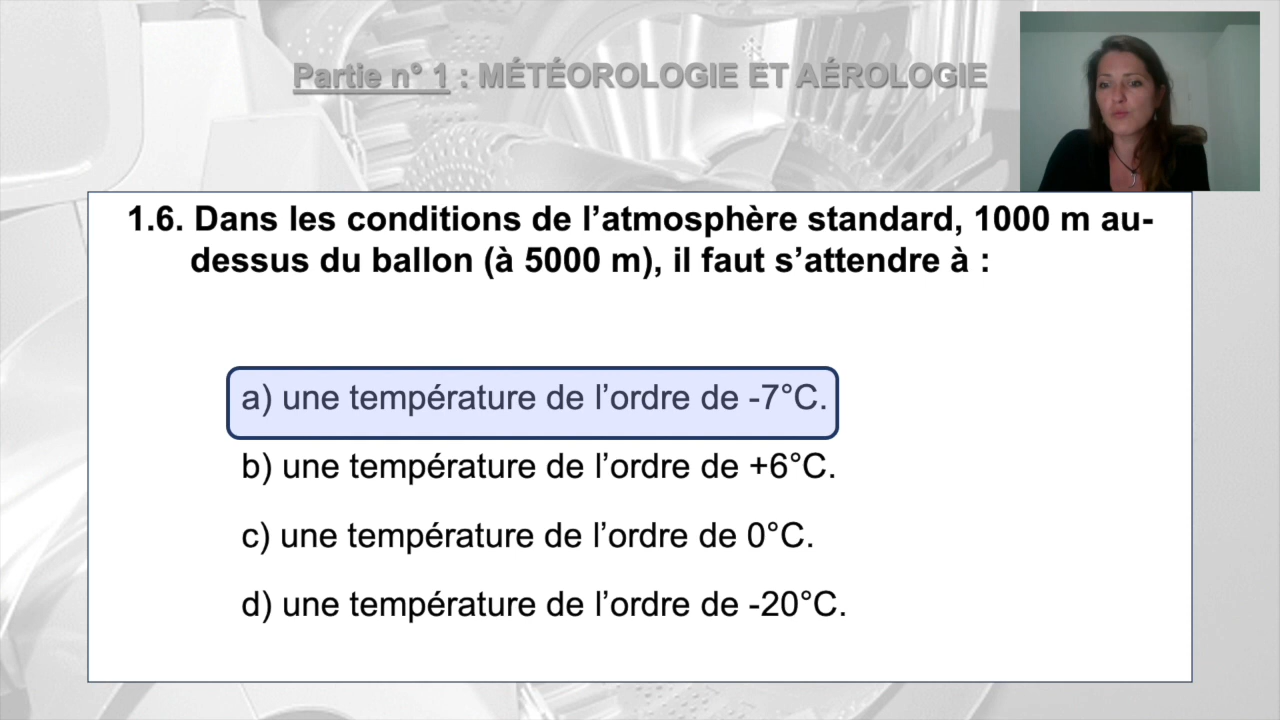 Partie n° 1 : MÉTÉOROLOGIE ET AÉROLOGIE
1.6. Dans les conditions de l’atmosphère standard, 1000 m au-
dessus du ballon (à 5000 m), il faut s’attendre à :
a) une température de l’ordre de -7°C.
b) une température de l’ordre de +6°C.
c) une température de l’ordre de 0°C.
d) une température de l’ordre de -20°C.